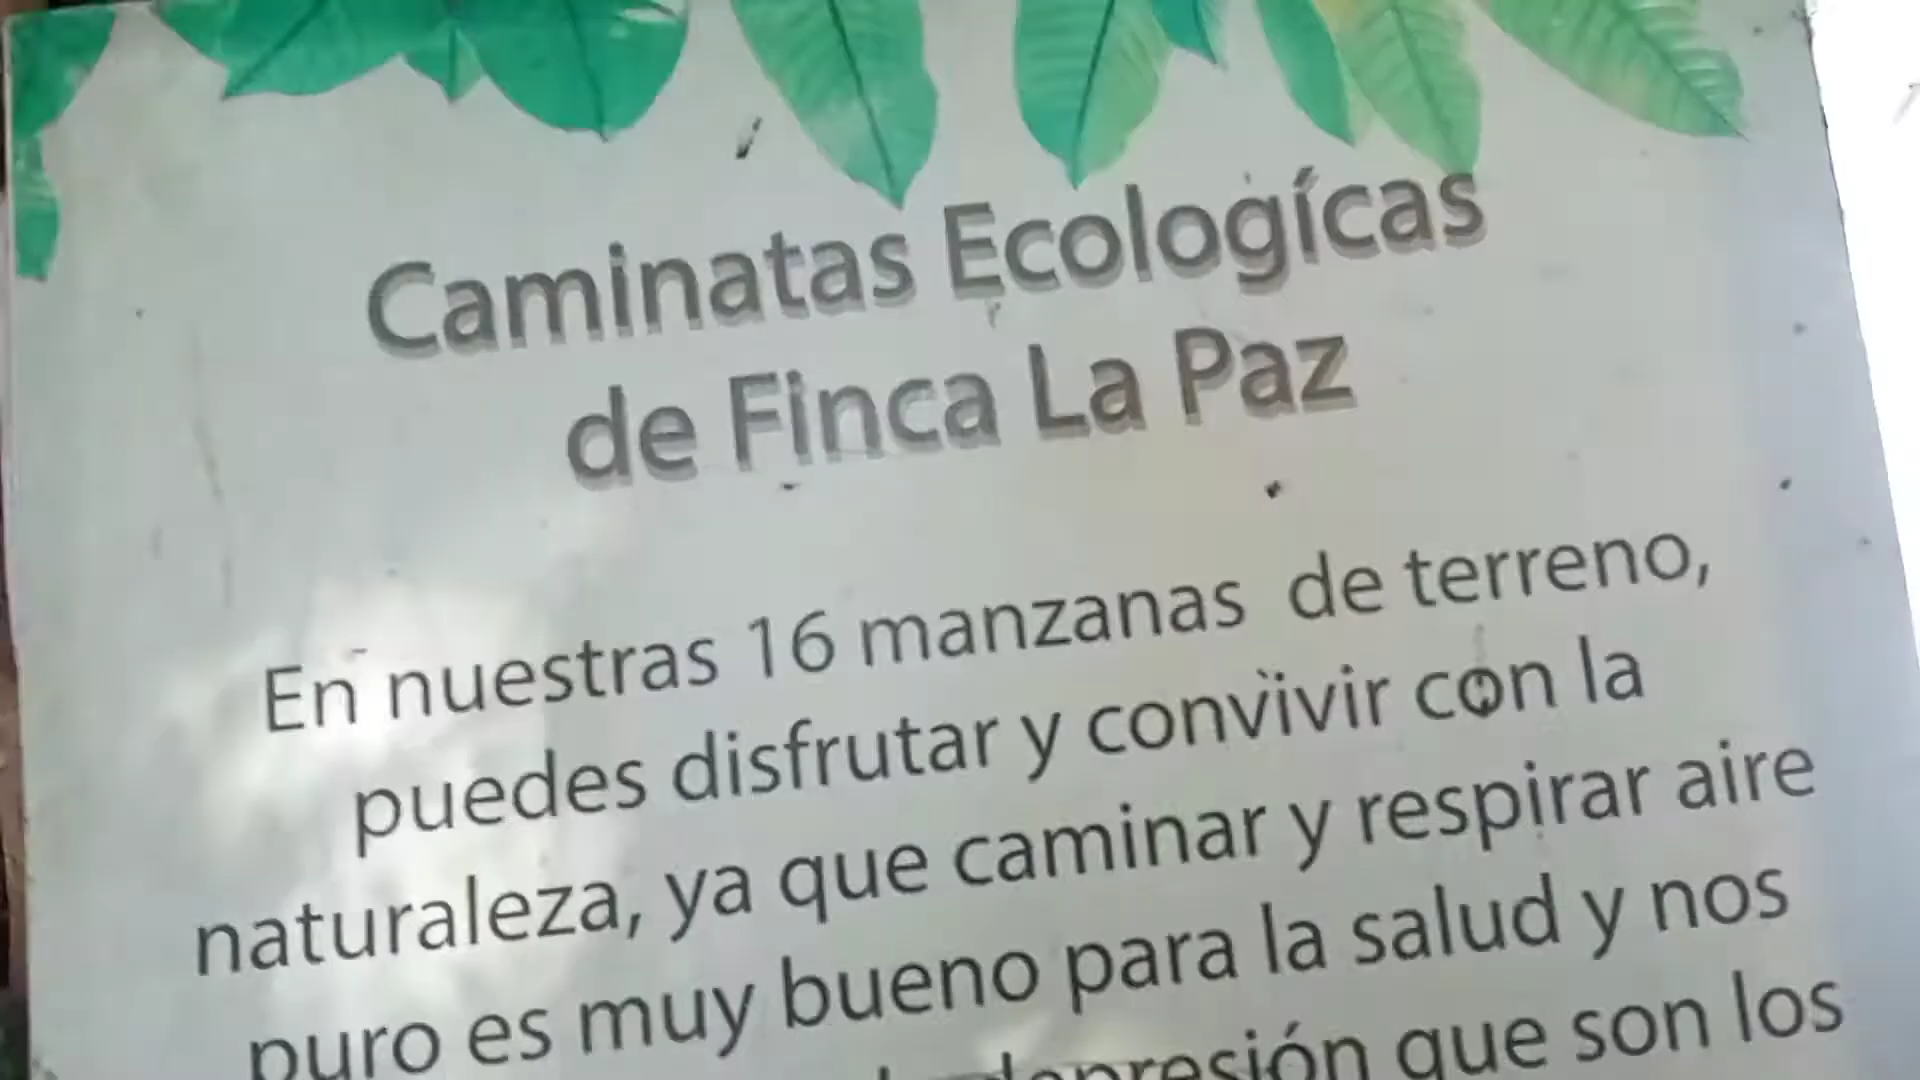 Caminatas Ecologícas
de Finca La Paz
En nuestras 16 manzanas de terreno,
puedes disfrutar y convivir con la
naturaleza, ya que caminar y respirar aire
puro es muy bueno para la salud y nos
depresión que son los